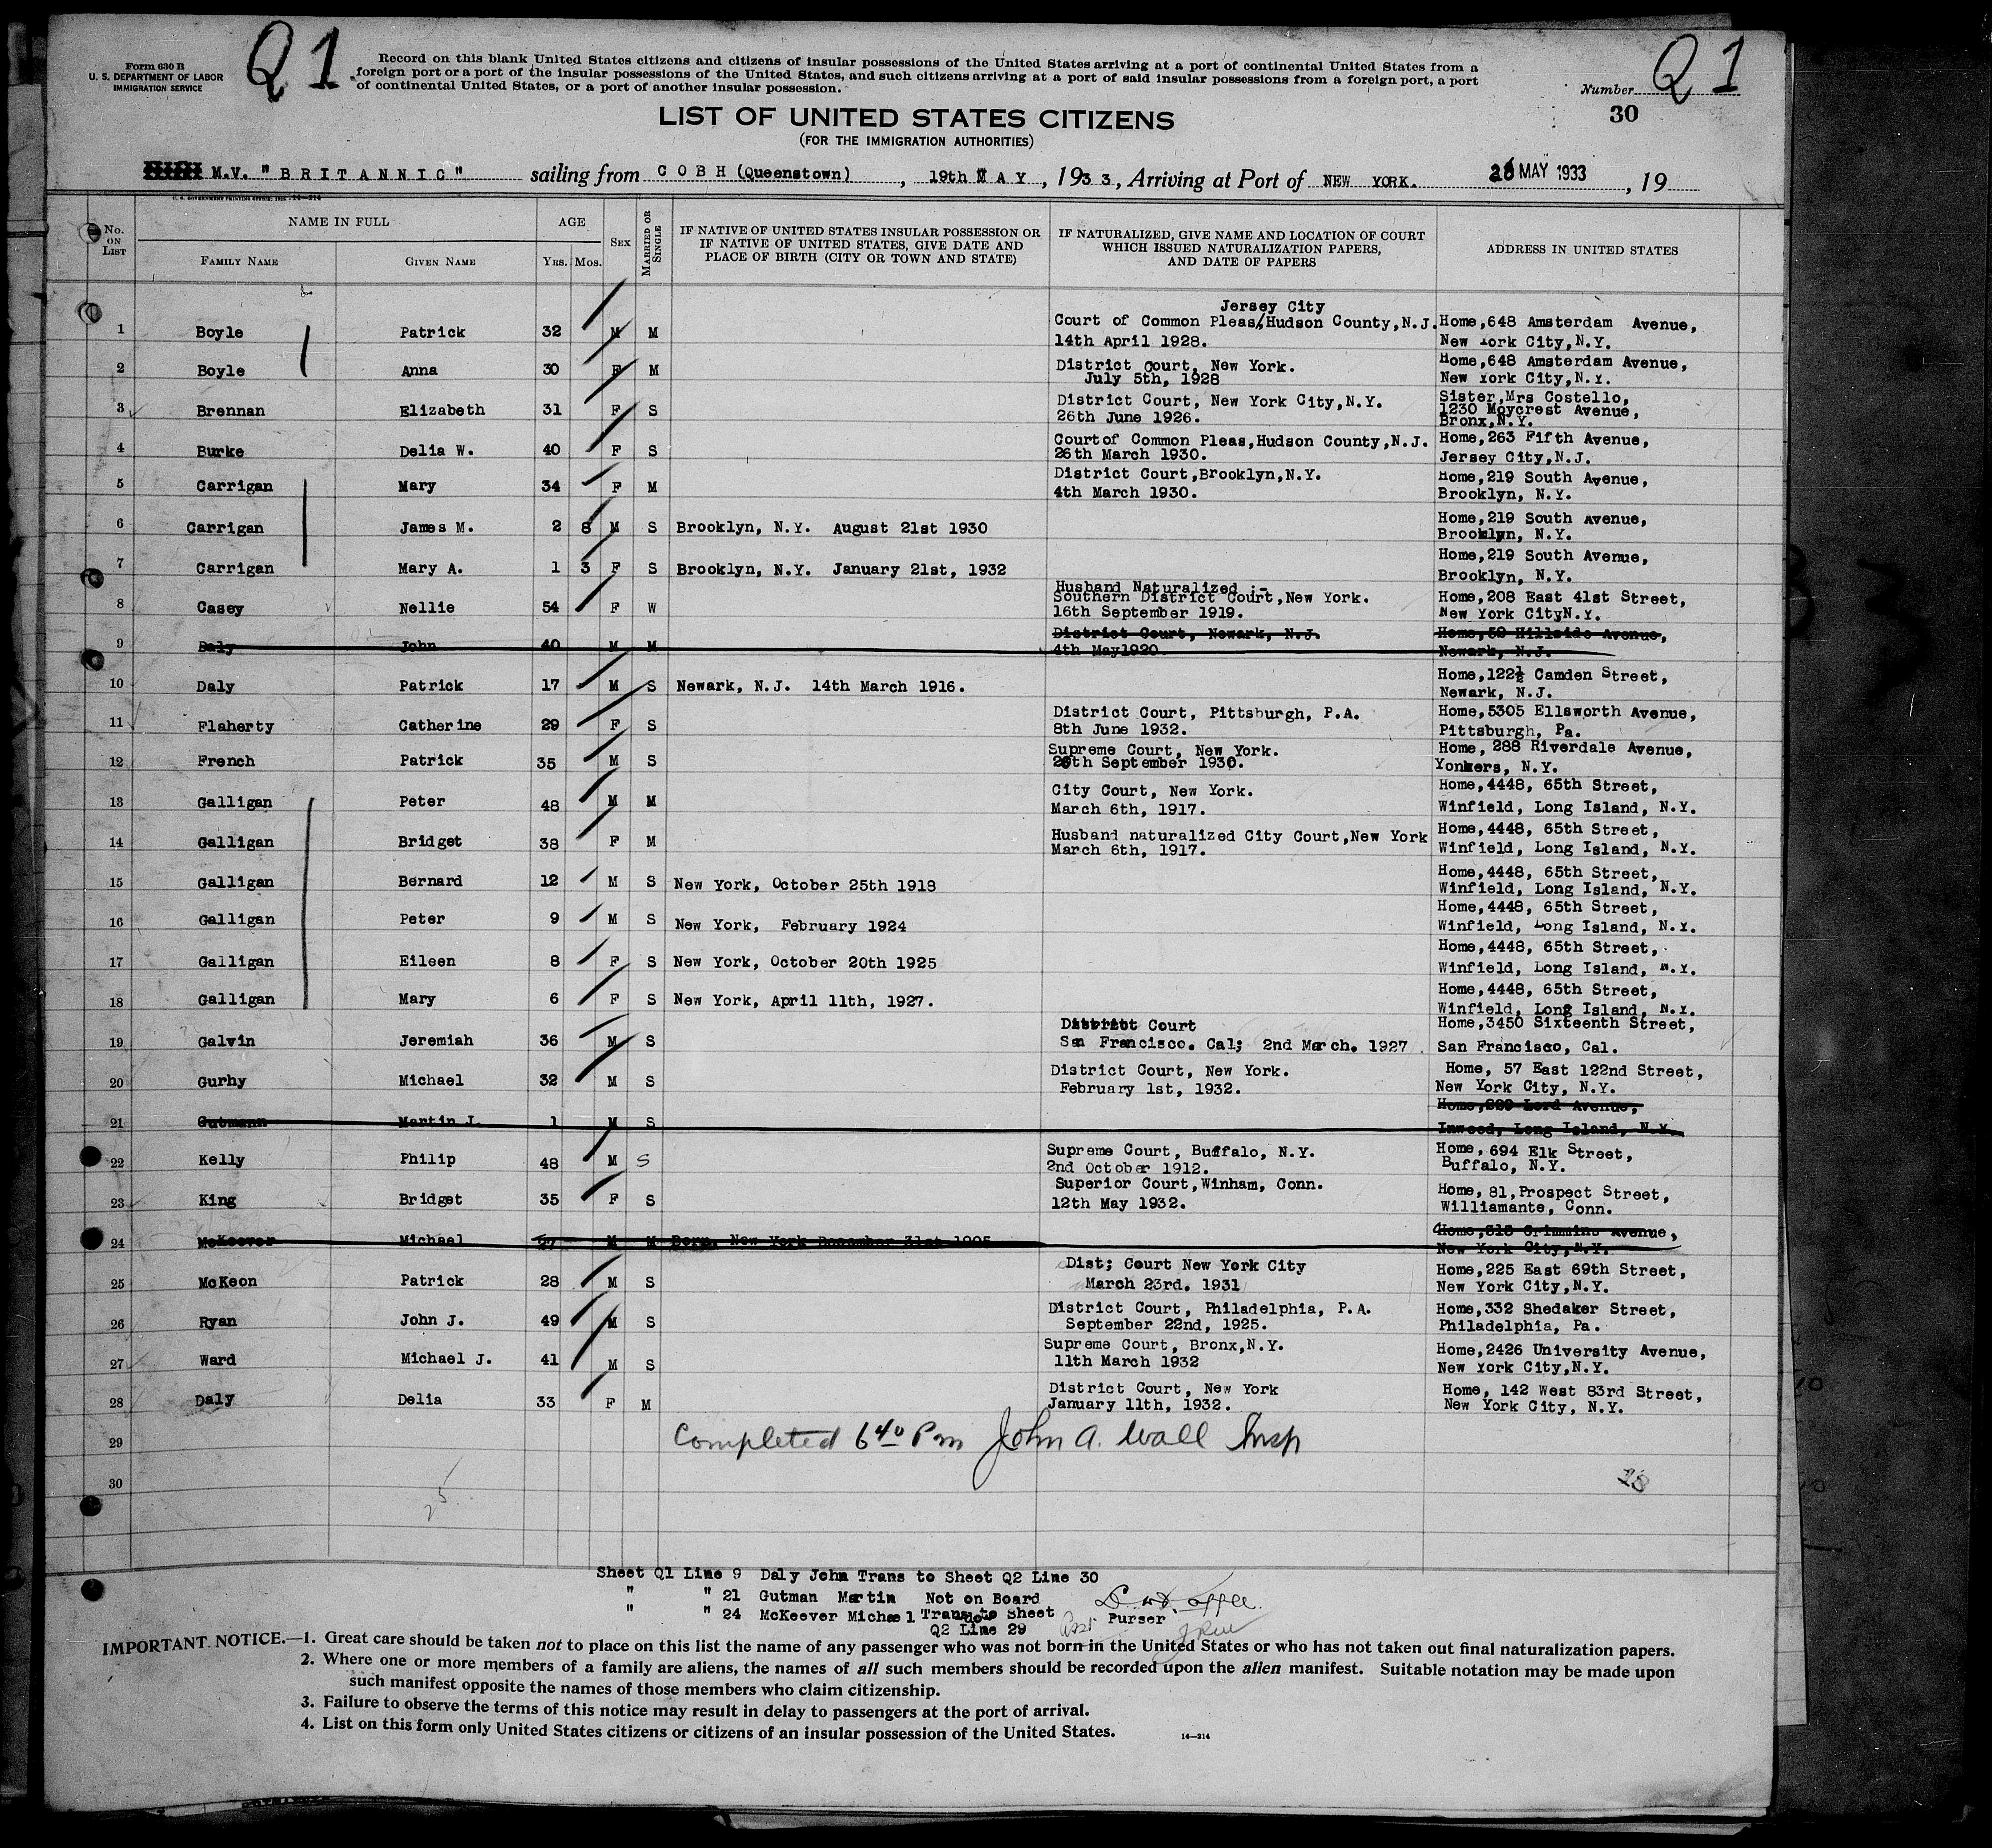 Form 630 B
U. S. DEPARTMENT OF LABOR
IMMIGRATION SERVICE
Q1
Record on this blank United States citizens and citizens of insular possessions of the United States arriving at a port of continental United States from a
foreign port or a port of the insular possessions of the United States, and such citizens arriving at a port of said insular possessions from a foreign port, a port
of continental United States, or a port of another insular possession.
Number Q1
30
LIST OF UNITED STATES CITIZENS
(FOR THE IMMIGRATION AUTHORITIES)
M.V. "BRITANNIC" sailing from COBH (Queenstown), 19th MAY, 1933, Arriving at Port of NEW YORK. MAY 1933, 19
No. ON LIST
NAME IN FULL
FAMILY NAME
GIVEN NAME
AGE
YRS. MOS.
SEX
MARRIED OR SINGLE
IF NATIVE OF UNITED STATES INSULAR POSSESSION OR
IF NATIVE OF UNITED STATES, GIVE DATE AND
PLACE OF BIRTH (CITY OR TOWN AND STATE)
IF NATURALIZED, GIVE NAME AND LOCATION OF COURT
WHICH ISSUED NATURALIZATION PAPERS,
AND DATE OF PAPERS
ADDRESS IN UNITED STATES
Jersey City
1 Boyle Patrick 32 M M Court of Common Pleas, Hudson County, N.J. Home, 648 Amsterdam Avenue,
14th April 1928. New York City, N.Y.
2 Boyle Anna 30 F M District Court, New York. Home, 648 Amsterdam Avenue,
July 5th, 1928 New York City, N.Y.
3 Brennan Elizabeth 31 F S District Court, New York City, N.Y. Sister, Mrs Costello,
26th June 1926. 1230 Moycrest Avenue,
Bronx, N.Y.
4 Burke Delia W. 40 F S Court of Common Pleas, Hudson County, N.J. Home, 263 Fifth Avenue,
26th March 1930. Jersey City, N.J.
5 Carrigan Mary 34 F M District Court, Brooklyn, N.Y. Home, 219 South Avenue,
4th March 1930. Brooklyn, N.Y.
6 Carrigan James M. 2 8 M S Brooklyn, N.Y. August 21st 1930 Home, 219 South Avenue,
Brooklyn, N.Y.
7 Carrigan Mary A. 1 3 F S Brooklyn, N.Y. January 21st, 1932 Home, 219 South Avenue,
Brooklyn, N.Y.
Husband Naturalized :-
8 Casey Nellie 54 F W Southern District Court, New York. Home, 208 East 41st Street,
16th September 1919. New York City N.Y.
9 Daly John 40 M M District Court, Newark, N.J. Home, 59 Hillside Avenue,
4th May 1920 Newark, N.J.
10 Daly Patrick 17 M S Newark, N.J. 14th March 1916. Home, 122½ Camden Street,
Newark, N.J.
11 Flaherty Catherine 29 F S District Court, Pittsburgh, P.A. Home, 5305 Ellsworth Avenue,
8th June 1932. Pittsburgh, Pa.
12 French Patrick 35 M S Supreme Court, New York. Home, 288 Riverdale Avenue,
September 1930. Yonkers, N.Y.
13 Galligan Peter 48 M M City Court, New York. Home, 4448, 65th Street,
March 6th, 1917. Winfield, Long Island, N.Y.
14 Galligan Bridget 38 F M Husband naturalized City Court, New York Home, 4448, 65th Street,
March 6th, 1917. Winfield, Long Island, N.Y.
15 Galligan Bernard 12 M S New York, October 25th 1918 Home, 4448, 65th Street,
Winfield, Long Island, N.Y.
16 Galligan Peter 9 M S New York, February 1924 Home, 4448, 65th Street,
Winfield, Long Island, N.Y.
17 Galligan Eileen 8 F S New York, October 20th 1925 Home, 4448, 65th Street,
Winfield, Long Island, N.Y.
18 Galligan Mary 6 F S New York, April 11th, 1927. Home, 4448, 65th Street,
Winfield, Long Island, N.Y.
19 Galvin Jeremiah 36 M S District Court Home, 3450 Sixteenth Street,
San Francisco. Cal; 2nd March. 1927 San Francisco, Cal.
20 Gurhy Michael 32 M S District Court, New York. Home, 57 East 122nd Street,
February 1st, 1932. New York City, N.Y.
21 Gutmann Martin J. 1 M S Home, Lord Avenue,
Inwood, Long Island, N.Y.
22 Kelly Philip 48 M S Supreme Court, Buffalo, N.Y. Home, 694 Elk Street,
2nd October 1912. Buffalo, N.Y.
23 King Bridget 35 F S Superior Court, Winham, Conn. Home, 81, Prospect Street,
12th May 1932. Williamante, Conn.
24 McKeever Michael 27 M M Born, New York December 31st 1905 Home, 318 Crimmins Avenue,
New York City, N.Y.
25 McKeon Patrick 28 M S Dist; Court New York City Home, 225 East 69th Street,
March 23rd. 1931 New York City, N.Y.
26 Ryan John J. 49 M S District Court, Philadelphia, P.A. Home, 332 Shedaker Street,
September 22nd, 1925. Philadelphia, Pa.
27 Ward Michael J. 41 M S Supreme Court, Bronx, N.Y. Home, 2426 University Avenue,
11th March 1932 New York City, N.Y.
28 Daly Delia 33 F M District Court, New York Home, 142 West 83rd Street,
January 11th, 1932. New York City, N.Y.
29 Completed 6 40 Pm John A. Wall Insp
30
25
Sheet Q1 Line 9 Daly John Trans to Sheet Q2 Line 30
" " 21 Gutman Martin Not on Board
" " 24 McKeever Michael Trans to Sheet Purser
Q2 Line 29 Asst
IMPORTANT NOTICE.—1. Great care should be taken not to place on this list the name of any passenger who was not born in the United States or who has not taken out final naturalization papers.
2. Where one or more members of a family are aliens, the names of all such members should be recorded upon the alien manifest. Suitable notation may be made upon
such manifest opposite the names of those members who claim citizenship.
3. Failure to observe the terms of this notice may result in delay to passengers at the port of arrival.
4. List on this form only United States citizens or citizens of an insular possession of the United States.
14—214